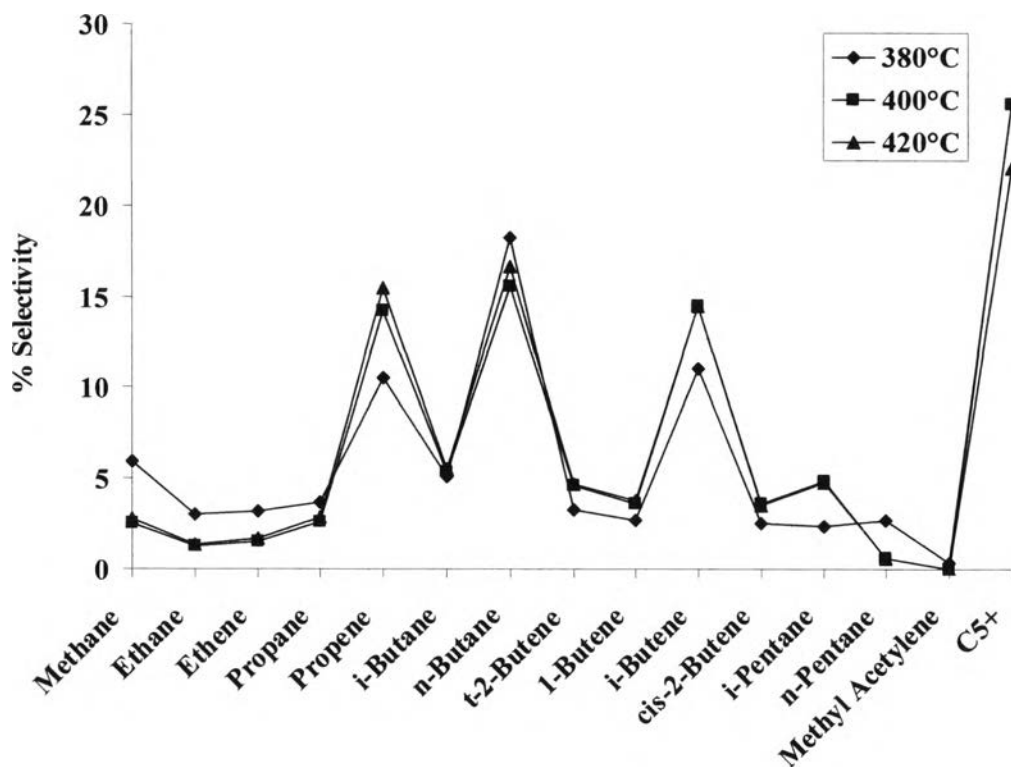 30
25
20
15
10
5
0
% Selectivity
380°C
400°C
420°C
Methane
Ethane
Ethene
Propane
Propene
i-Butane
n-Butane
t-2-Butene
1-Butene
i-Butene
cis-2-Butene
i-Pentane
n-Pentane
Methyl Acetylene
C5+